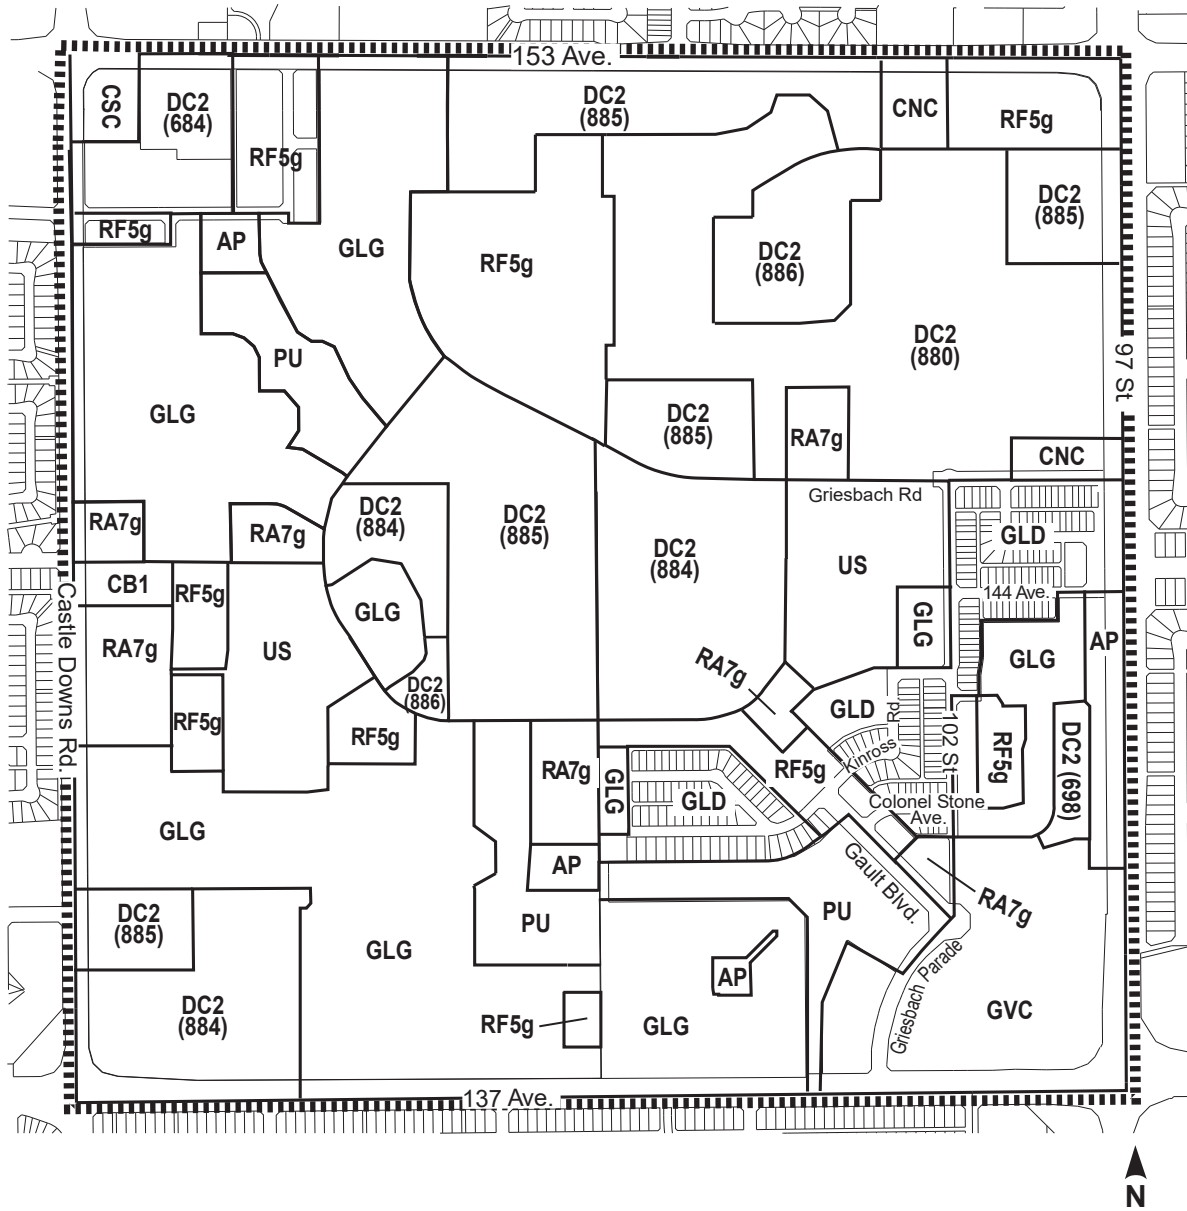 153 Ave.
CSC
DC2
(684)
DC2
(885)
CNC
RF5g
RF5g
DC2
(885)
RF5g
AP
GLG
RF5g
DC2
(886)
DC2
(880)
97 St
PU
GLG
DC2
(885)
RA7g
CNC
Griesbach Rd
RA7g
RA7g
DC2
(884)
DC2
(885)
DC2
(884)
US
GLD
144 Ave.
Castle Downs Rd.
CB1
RF5g
GLG
GLG
RA7g
US
RA7g
GLG
AP
DC2
(886)
GLD
Rd
102 St
RF5g
DC2 (698)
RF5g
RF5g
Kinross
RA7g
GLG
RF5g
GLD
Colonel Stone
Ave.
GLG
AP
Gault Blvd.
RA7g
DC2
(885)
PU
PU
GLG
AP
Griesbach Parade
DC2
(884)
RF5g
GLG
GVC
137 Ave.
N